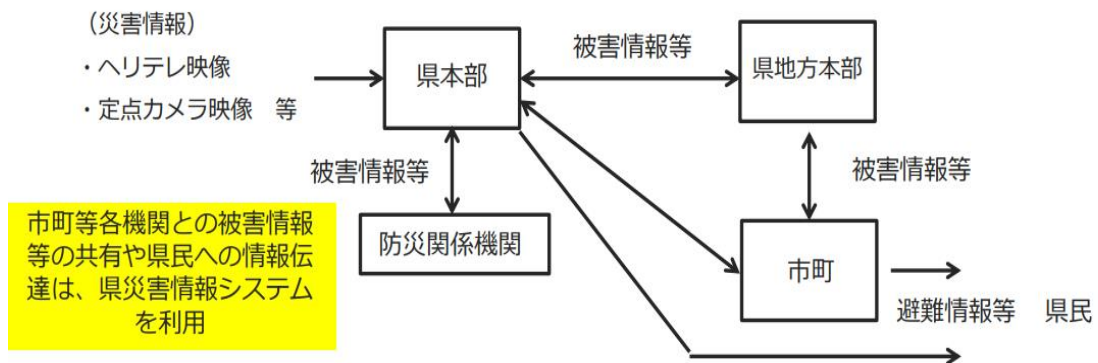 （災害情報）
・ヘリテレ映像
・定点カメラ映像　等
県本部
被害情報等
県地方本部
被害情報等
被害情報等
市町等各機関との被害情報
等の共有や県民への情報伝
達は、県災害情報システム
を利用
防災関係機関
市町
避難情報等　県民